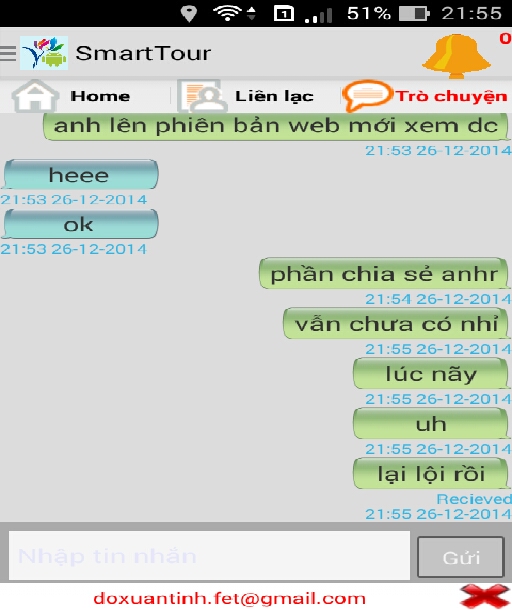 1 51% 21:55
SmartTour
0
Home Liên lạc Trò chuyện
anh lên phiên bản web mới xem dc
21:53 26-12-2014
heee
21:53 26-12-2014
ok
21:53 26-12-2014
phần chia sẻ anhr
21:54 26-12-2014
vẫn chưa có nhỉ
21:55 26-12-2014
lúc nãy
21:55 26-12-2014
uh
21:55 26-12-2014
lại lội rồi
Recieved
21:55 26-12-2014
Nhập tin nhắn
Gửi
doxuantinh.fet@gmail.com